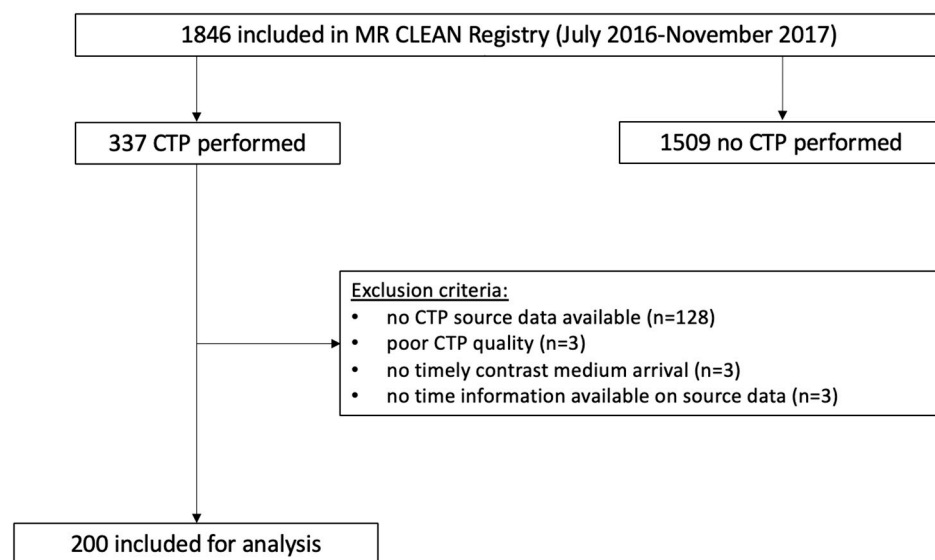 1846 included in MR CLEAN Registry (July 2016-November 2017)
337 CTP performed
1509 no CTP performed
Exclusion criteria:
• no CTP source data available (n=128)
• poor CTP quality (n=3)
• no timely contrast medium arrival (n=3)
• no time information available on source data (n=3)
200 included for analysis